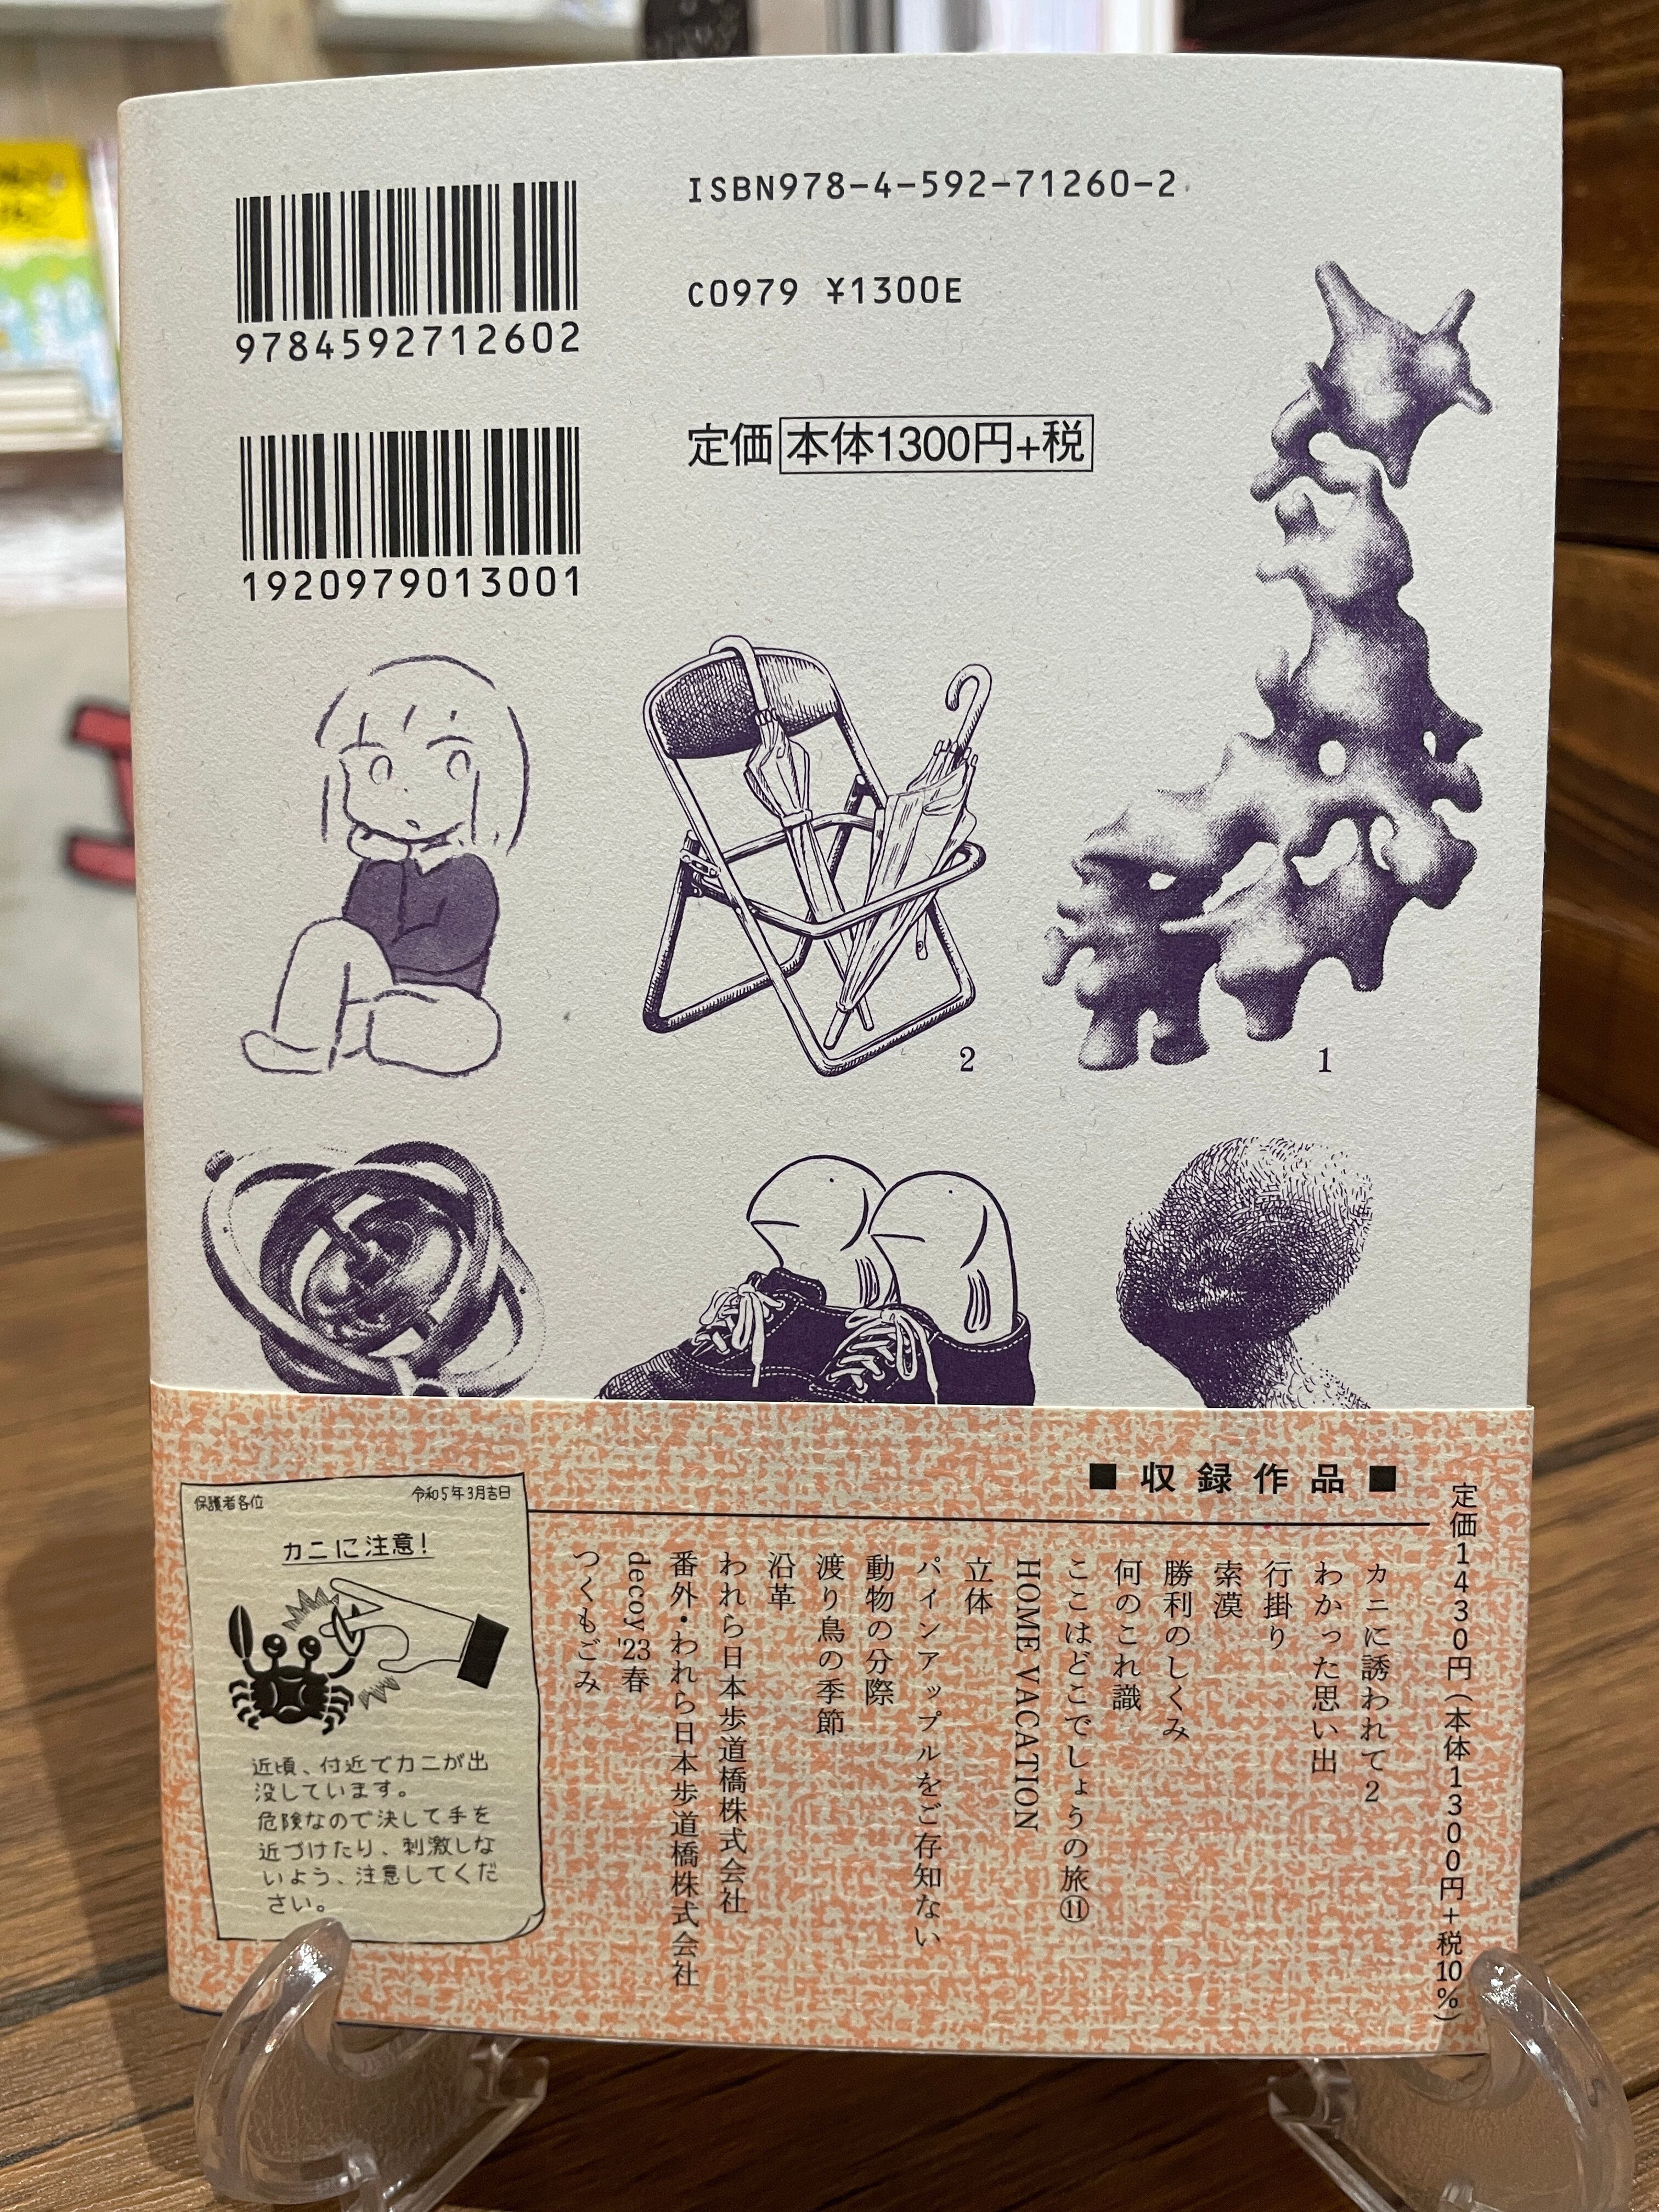 ISBN978-4-592-71260-2
C0979 ¥1300E
9784592712602
定価 本体1300円+税
1920979013001
2
1
■収録作品■
定価1430円(本体1300円+税10%)
カニに誘われて2
わかった思い出
行掛り
索漠
勝利のしくみ
何のこれ識
ここはどこでしょうの旅⑪
HOME VACATION
立体
パインアップルをご存知ない
動物の分際
渡り鳥の季節
沿革
われら日本歩道橋株式会社
番外・われら日本歩道橋株式会社
decoy '23春
つくもごみ
保護者各位
令和5年3月吉日
カニに注意!
近頃、付近でカニが出
没しています。
危険なので決して手を
近づけたり、刺激しな
いよう、注意してくだ
さい。